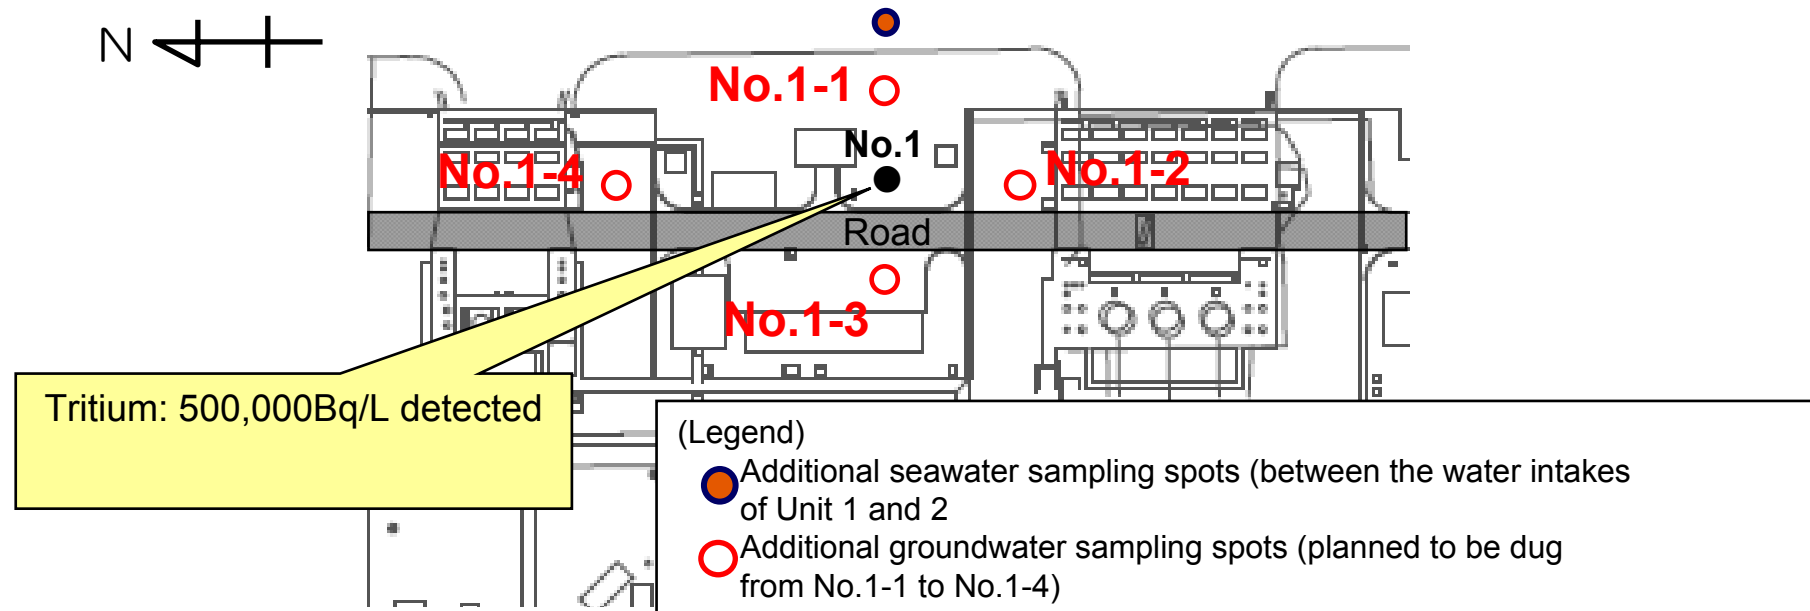 N
No.1-1
No.1
No.1-4
No.1-2
Road
No.1-3
Tritium: 500,000Bq/L detected
(Legend)
Additional seawater sampling spots (between the water intakes
of Unit 1 and 2
Additional groundwater sampling spots (planned to be dug
from No.1-1 to No.1-4)